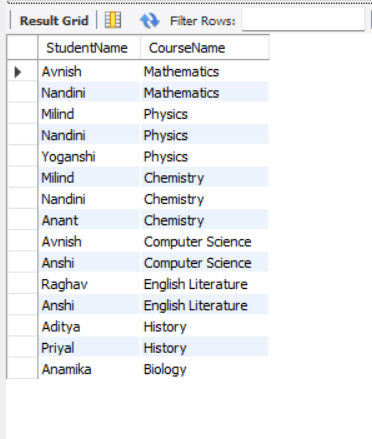 Result Grid Filter Rows:
StudentName CourseName
Avnish Mathematics
Nandini Mathematics
Milind Physics
Nandini Physics
Yoganshi Physics
Milind Chemistry
Nandini Chemistry
Anant Chemistry
Avnish Computer Science
Anshi Computer Science
Raghav English Literature
Anshi English Literature
Aditya History
Priyal History
Anamika Biology